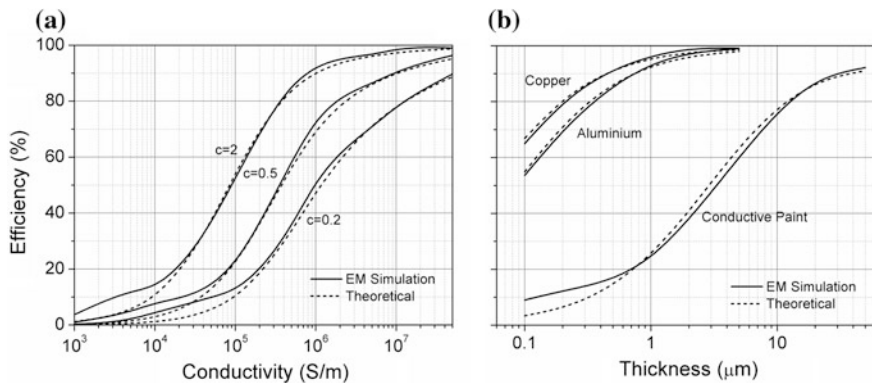 (a)
100
80
60
40
20
0
Efficiency (%)
c=2
c=0.5
c=0.2
EM Simulation
Theoretical
10³
10⁴
10⁵
10⁶
10⁷
Conductivity (S/m)
(b)
Copper
Aluminium
Conductive Paint
EM Simulation
Theoretical
0.1
1
10
Thickness (μm)